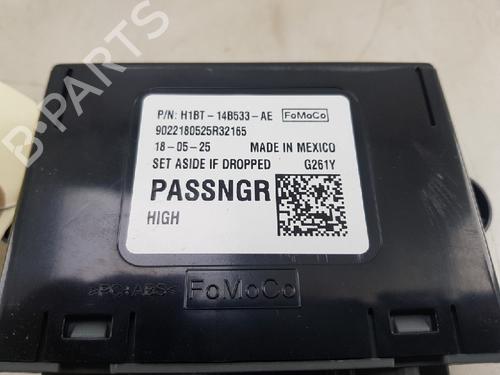 P/N: H1BT-14B533-AE FoMoCo
9022180525R32165
18-05-25 MADE IN MEXICO
SET ASIDE IF DROPPED G261Y
PASSNGR
HIGH
>PC+ABS<
FoMoCo
B-PARTS